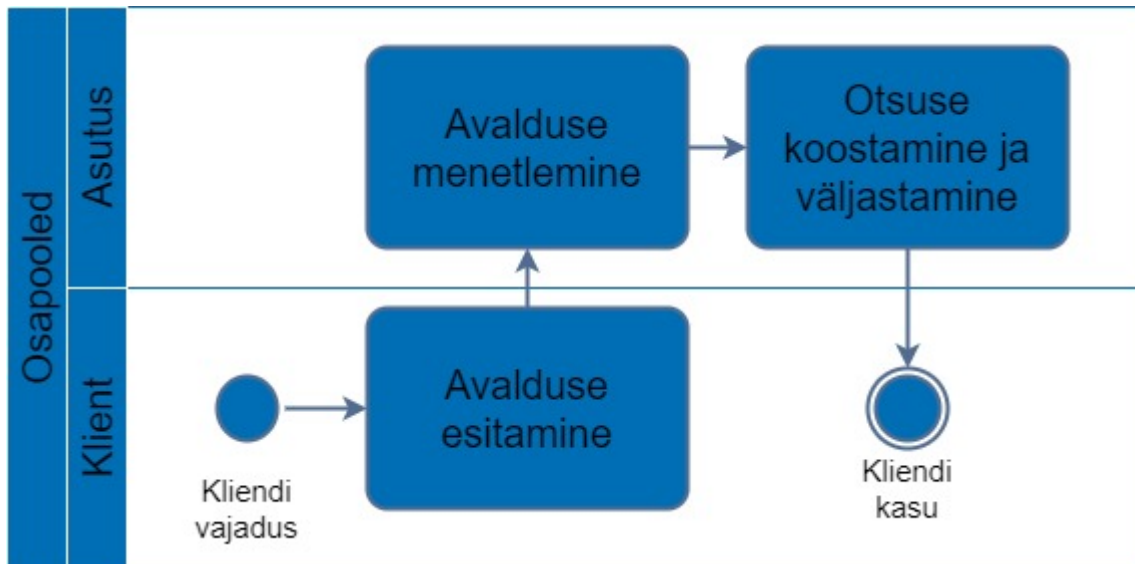 Osapooled
Asutus
Avalduse
menetlemine
Otsuse
koostamine ja
väljastamine
Klient
Kliendi
vajadus
Avalduse
esitamine
Kliendi
kasu